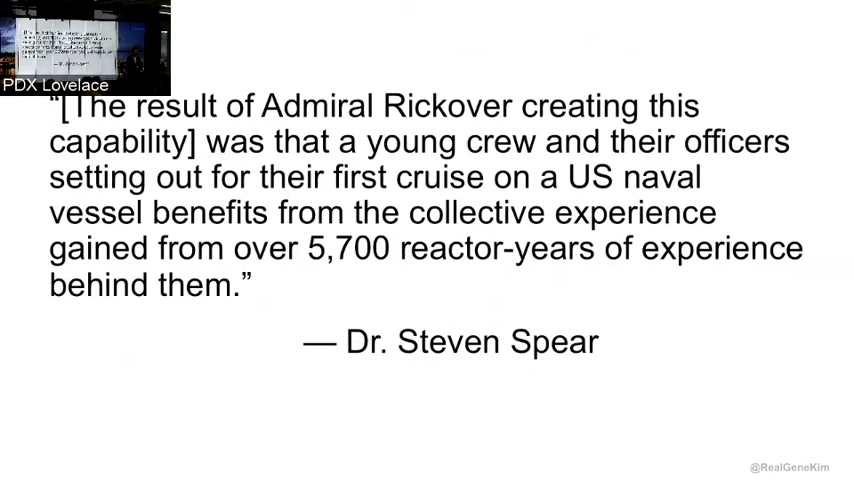 PDX Lovelace
“[The result of Admiral Rickover creating this
capability] was that a young crew and their officers
setting out for their first cruise on a US naval
vessel benefits from the collective experience
gained from over 5,700 reactor-years of experience
behind them.”
— Dr. Steven Spear
@RealGeneKim